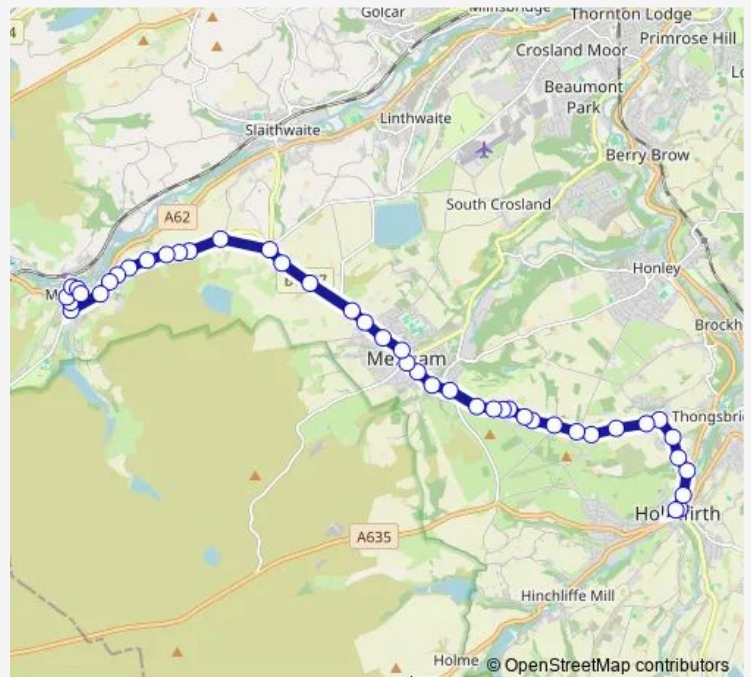 Golcar
Thornton Lodge
Crosland Moor
Primrose Hill
Beaumont
Park
Linthwaite
Slaithwaite
Berry Brow
A62
South Crosland
Honley
Thongsbri
A635
Hinchliffe Mill
Holme
© OpenStreetMap contributors